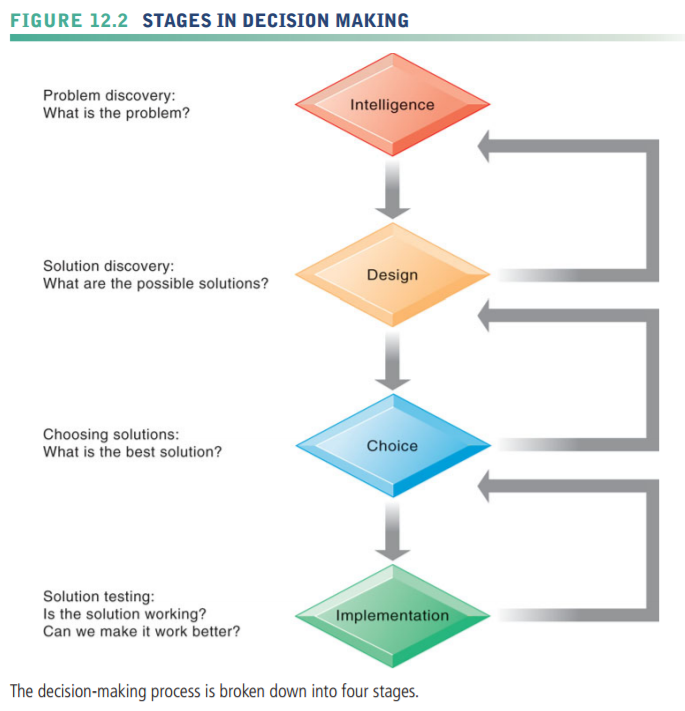 FIGURE 12.2 STAGES IN DECISION MAKING
Problem discovery:
What is the problem?
Intelligence
Solution discovery:
What are the possible solutions?
Design
Choosing solutions:
What is the best solution?
Choice
Solution testing:
Is the solution working?
Can we make it work better?
Implementation
The decision-making process is broken down into four stages.